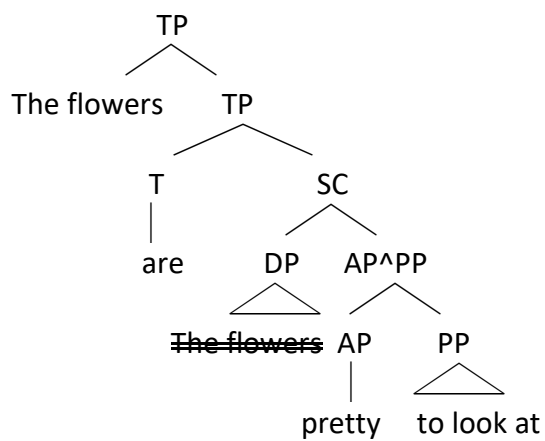 TP
The flowers TP
T SC
are DP AP^PP
The flowers AP PP
pretty to look at